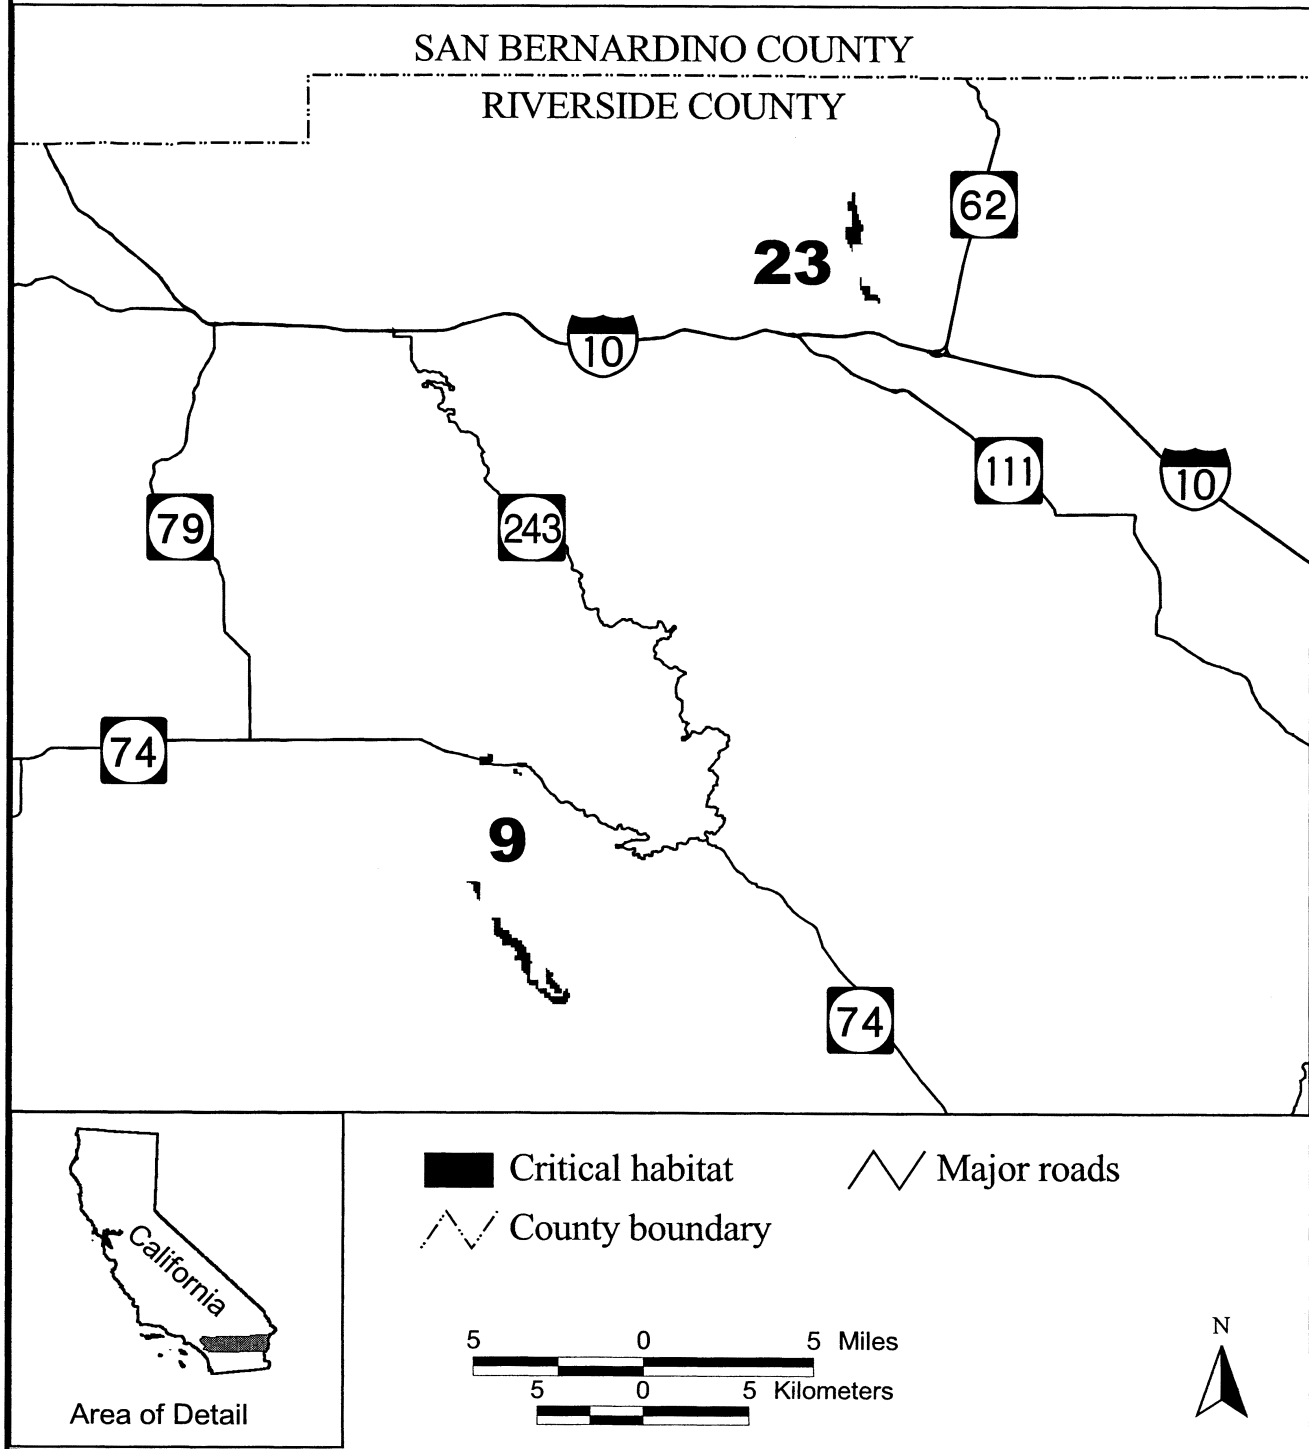 SAN BERNARDINO COUNTY
RIVERSIDE COUNTY
62
23
10
111
10
79
243
74
9
74
California
Area of Detail
Critical habitat
Major roads
County boundary
5 0 5 Miles
5 0 5 Kilometers
N